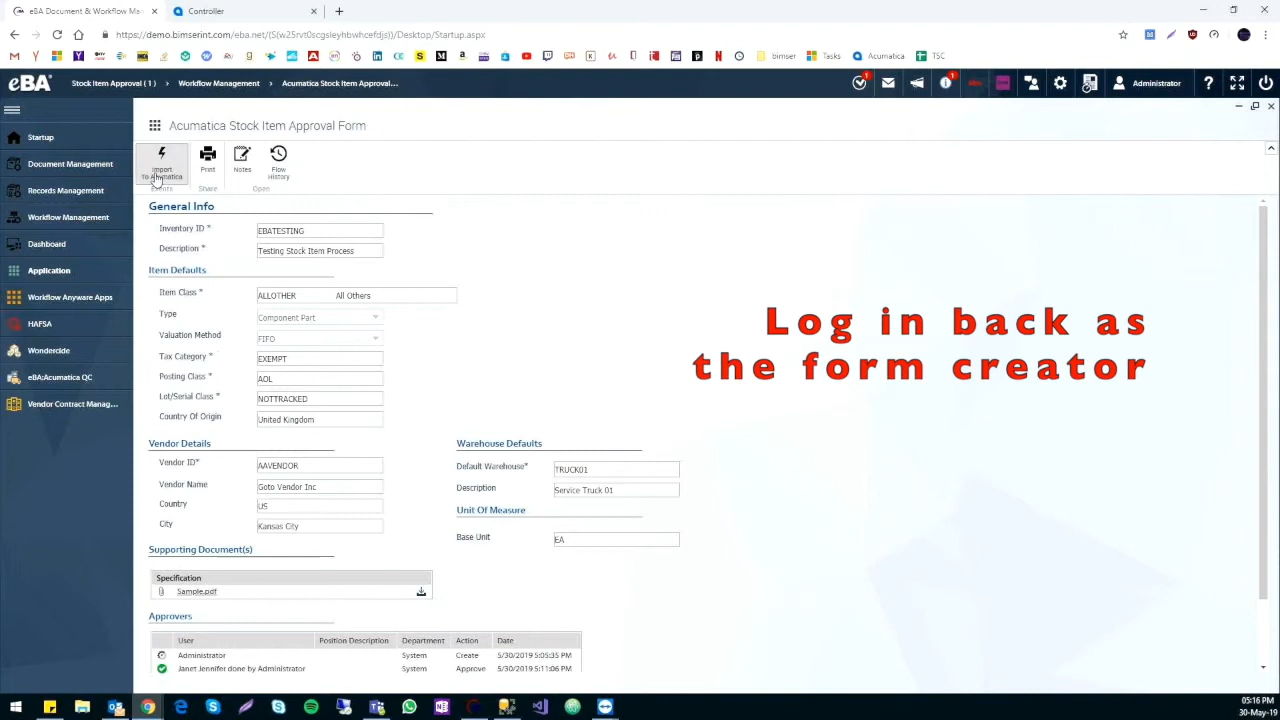 eBA Document & Workflow Ma...
Controller
https://demo.bimserint.com/eba.net/(S(w25rvt0scgsieyhbwhcefdjs))/Desktop/Startup.aspx
bimser
Tasks
Acumatica
TSC
eBA
Stock Item Approval ( 1 )
Workflow Management
Acumatica Stock Item Approval...
Administrator
Startup
Document Management
Records Management
Workflow Management
Dashboard
Application
Workflow Anyware Apps
HAFSA
Wondercide
eBA:Acumatica QC
Vendor Contract Manag...
Acumatica Stock Item Approval Form
Import To Acumatica
Print
Notes
Flow History
Events
Share
Open
General Info
Inventory ID *
EBATESTING
Description *
Testing Stock Item Process
Item Defaults
Item Class *
ALLOTHER All Others
Type
Component Part
Valuation Method
FIFO
Tax Category *
EXEMPT
Posting Class *
AOL
Lot/Serial Class *
NOTTRACKED
Country Of Origin
United Kingdom
Vendor Details
Vendor ID*
AAVENDOR
Vendor Name
Goto Vendor Inc
Country
US
City
Kansas City
Warehouse Defaults
Default Warehouse*
TRUCK01
Description
Service Truck 01
Unit Of Measure
Base Unit
EA
Supporting Document(s)
Specification
Sample.pdf
Approvers
User Position Description Department Action Date
Administrator System Create 5/30/2019 5:05:35 PM
Janet Jennifer done by Administrator System Approve 5/30/2019 5:11:06 PM
Log in back as
the form creator
05:16 PM
30-May-19